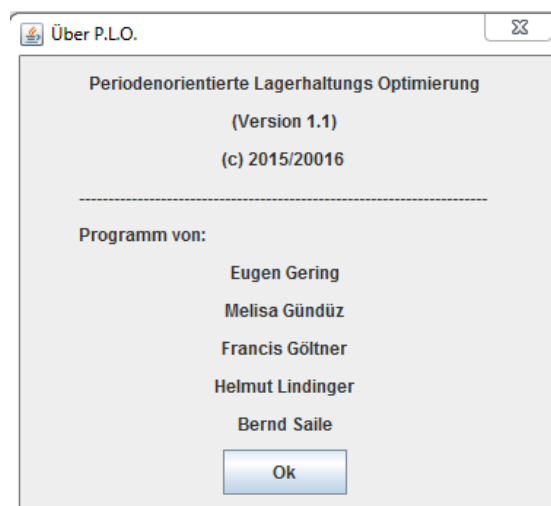 Über P.L.O.
Periodenorientierte Lagerhaltungs Optimierung
(Version 1.1)
(c) 2015/20016
--------------------------------------------------------------------
Programm von:
Eugen Gering
Melisa Gündüz
Francis Göltner
Helmut Lindinger
Bernd Saile
Ok